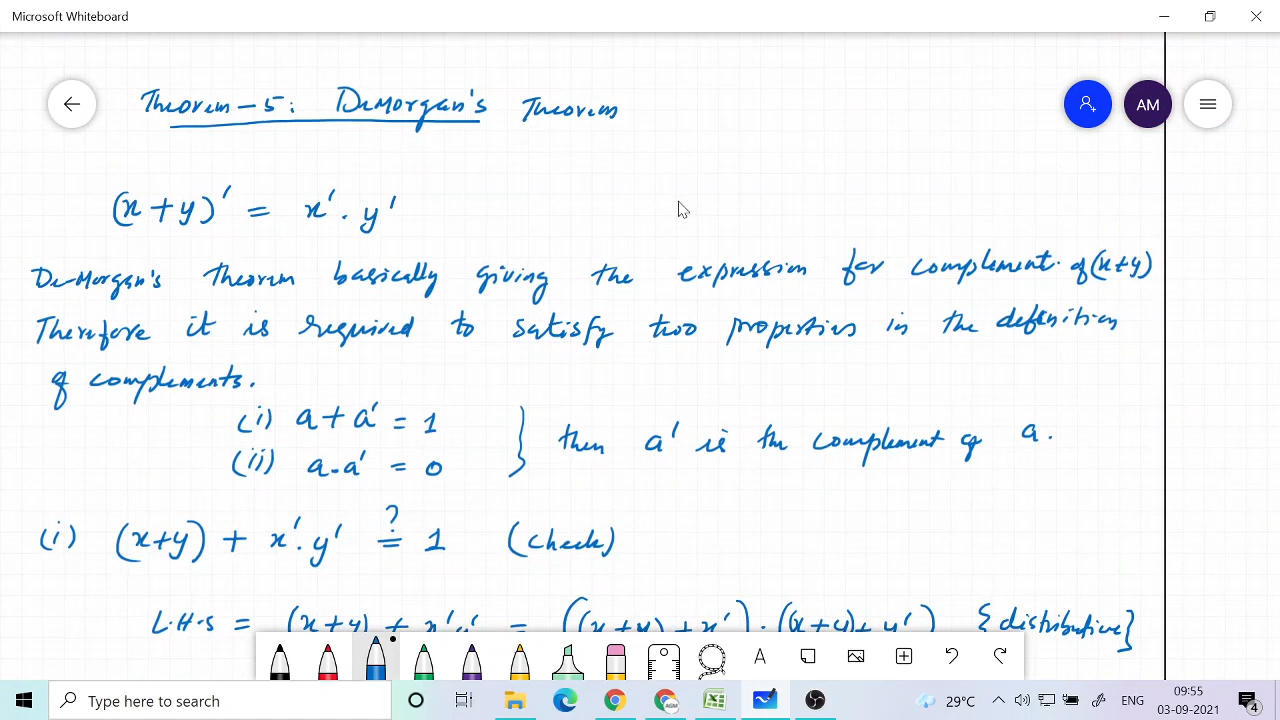 Microsoft Whiteboard
Theorem - 5 : DeMorgan's Theorem
AM
(x + y)' = x' . y'
DeMorgan's theorem basically giving the expression for complement of (x+y)
Therefore it is required to satisfy two properties in the definition
of complements.
(i) a + a' = 1
(ii) a . a' = 0
} then a' is the complement of a.
(i) (x+y) + x'. y' ≟ 1 (check)
L.H.S = (x+y) + x'y' = ((x+y) + x') . ((x+y) + y') {distributive}
A
Type here to search
AGM
29°C
ENG
09:55
03-09-2021
4